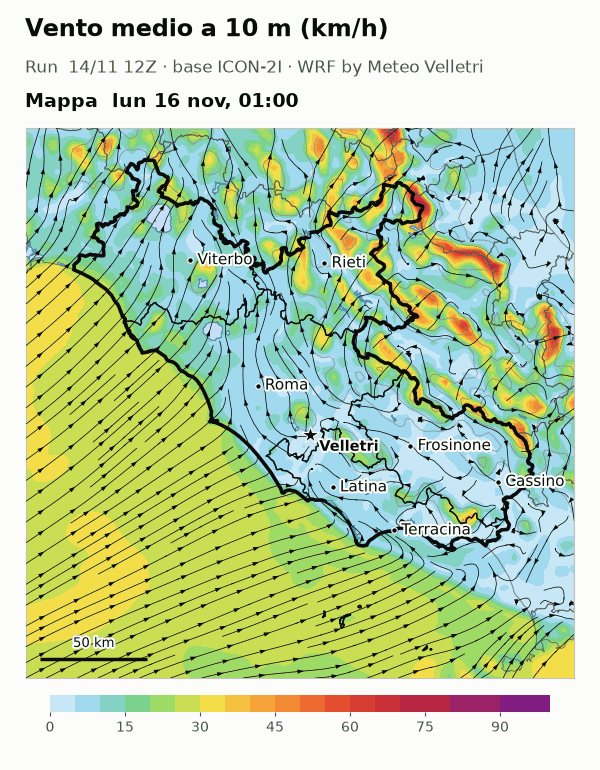 Vento medio a 10 m (km/h)
Run  14/11 12Z · base ICON-2I · WRF by Meteo Velletri
Mappa  lun 16 nov, 01:00
Viterbo
Rieti
Roma
Velletri
Frosinone
Cassino
Latina
Terracina
50 km
0 15 30 45 60 75 90